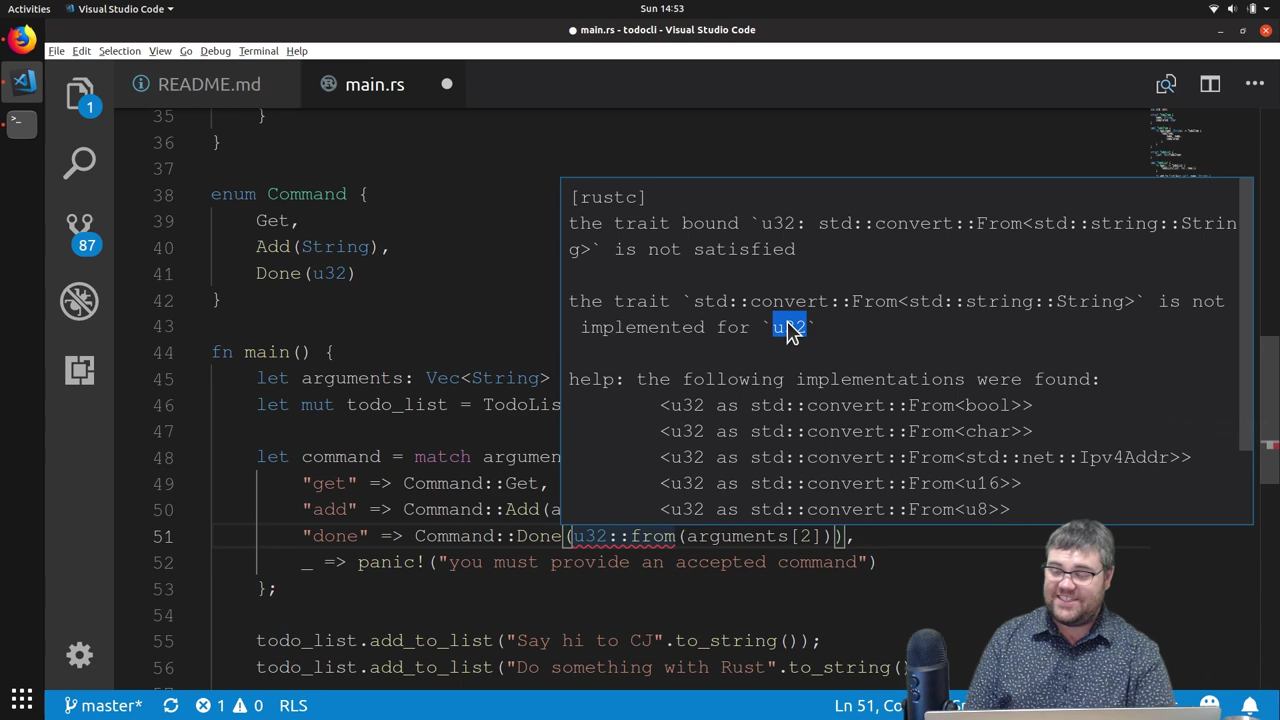 Activities
Visual Studio Code
Sun 14:53
● main.rs - todocli - Visual Studio Code
File Edit Selection View Go Debug Terminal Help
README.md
main.rs
1
87
35 }
36 }
37
38 enum Command {
39 Get,
40 Add(String),
41 Done(u32)
42 }
43
44 fn main() {
45 let arguments: Vec<String>
46 let mut todo_list = TodoLis
47
48 let command = match argumen
49 "get" => Command::Get,
50 "add" => Command::Add(a
51 "done" => Command::Done(u32::from(arguments[2])),
52 _ => panic!("you must provide an accepted command")
53 };
54
55 todo_list.add_to_list("Say hi to CJ".to_string());
56 todo_list.add_to_list("Do something with Rust".to_string()
[rustc]
the trait bound `u32: std::convert::From<std::string::Strin
g>` is not satisfied
the trait `std::convert::From<std::string::String>` is not
implemented for `u32`
help: the following implementations were found:
<u32 as std::convert::From<bool>>
<u32 as std::convert::From<char>>
<u32 as std::convert::From<std::net::Ipv4Addr>>
<u32 as std::convert::From<u16>>
<u32 as std::convert::From<u8>>
master* 1 0 RLS
Ln 51, Co